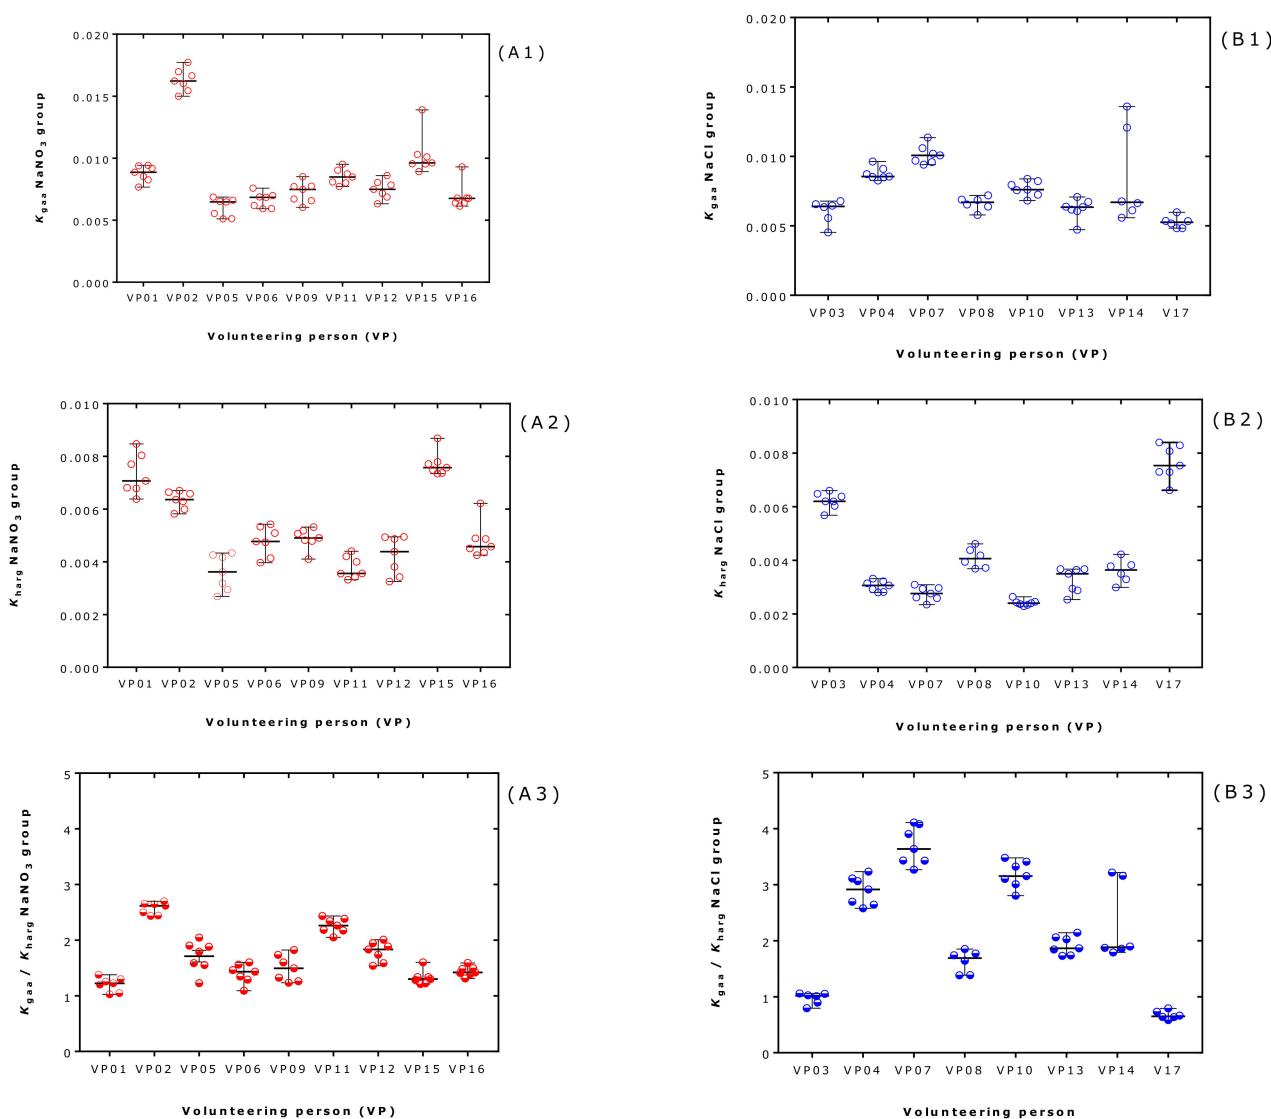 (A1)
K gaa NaNO3 group
0.020
0.015
0.010
0.005
0.000
VP01 VP02 VP05 VP06 VP09 VP11 VP12 VP15 VP16
Volunteering person (VP)
(B1)
K gaa NaCl group
0.020
0.015
0.010
0.005
0.000
VP03 VP04 VP07 VP08 VP10 VP13 VP14 V17
Volunteering person (VP)
(A2)
K harg NaNO3 group
0.010
0.008
0.006
0.004
0.002
0.000
VP01 VP02 VP05 VP06 VP09 VP11 VP12 VP15 VP16
Volunteering person (VP)
(B2)
K harg NaCl group
0.010
0.008
0.006
0.004
0.002
0.000
VP03 VP04 VP07 VP08 VP10 VP13 VP14 V17
Volunteering person (VP)
(A3)
K gaa / K harg NaNO3 group
5
4
3
2
1
0
VP01 VP02 VP05 VP06 VP09 VP11 VP12 VP15 VP16
Volunteering person (VP)
(B3)
K gaa / K harg NaCl group
5
4
3
2
1
0
VP03 VP04 VP07 VP08 VP10 VP13 VP14 V17
Volunteering person